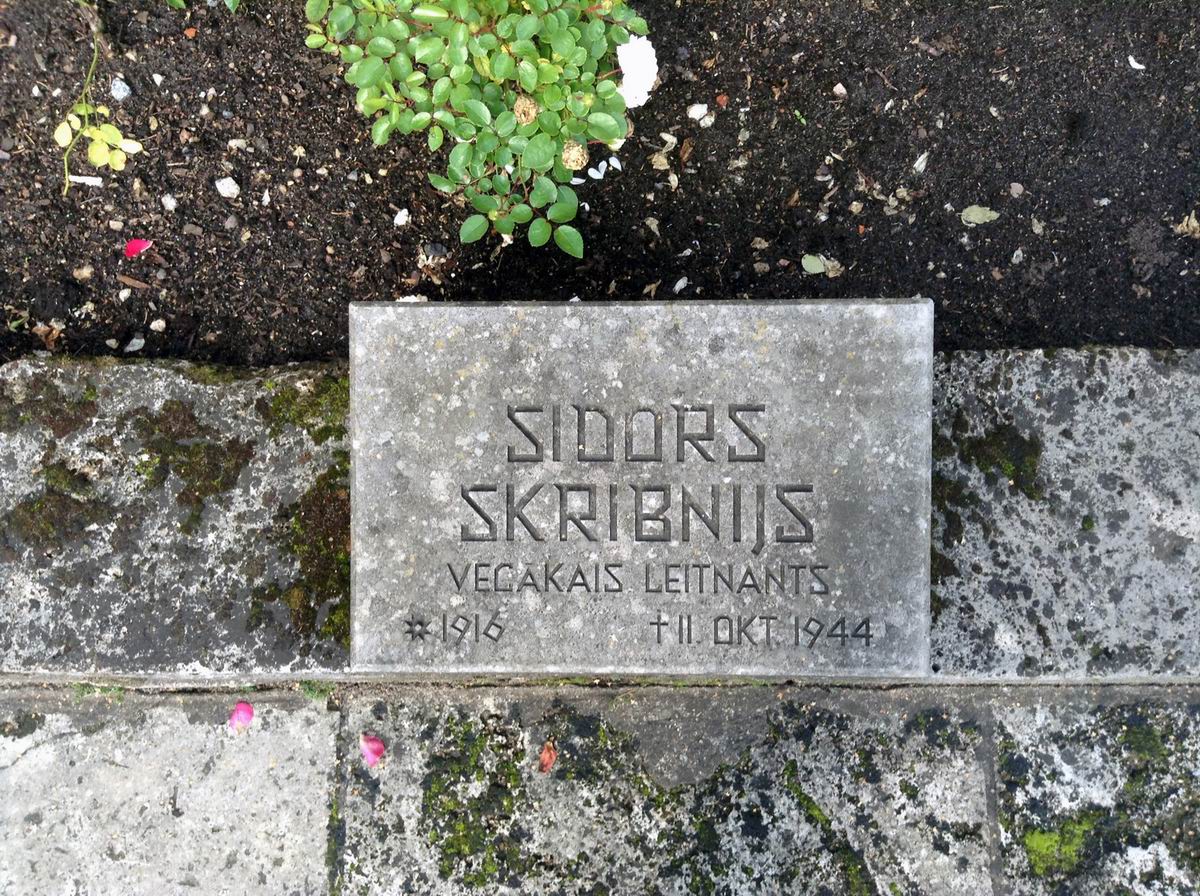 SIDORS
SKRIBNIJS
VECĀKAIS LEITNANTS
✴ 1916 † 11. OKT 1944